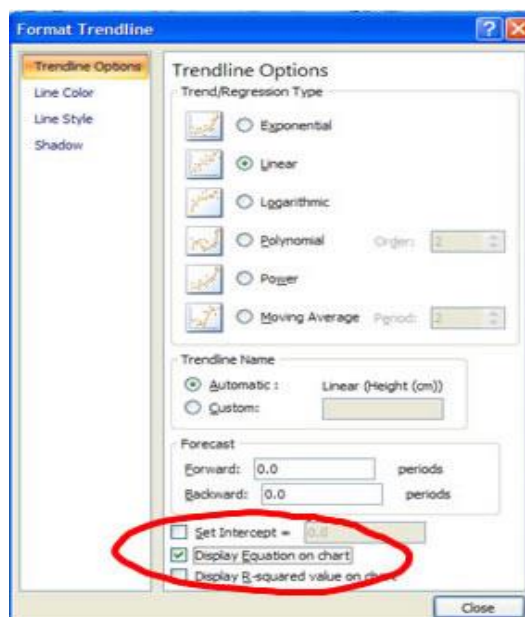 Format Trendline
Trendline Options
Line Color
Line Style
Shadow
Trendline Options
Trend/Regression Type
Exponential
Linear
Logarithmic
Polynomial Order: 2
Power
Moving Average Period: 2
Trendline Name
Automatic : Linear (Height (cm))
Custom:
Forecast
Forward: 0.0 periods
Backward: 0.0 periods
Set Intercept = 0.0
Display Equation on chart
Display R-squared value on chart
Close